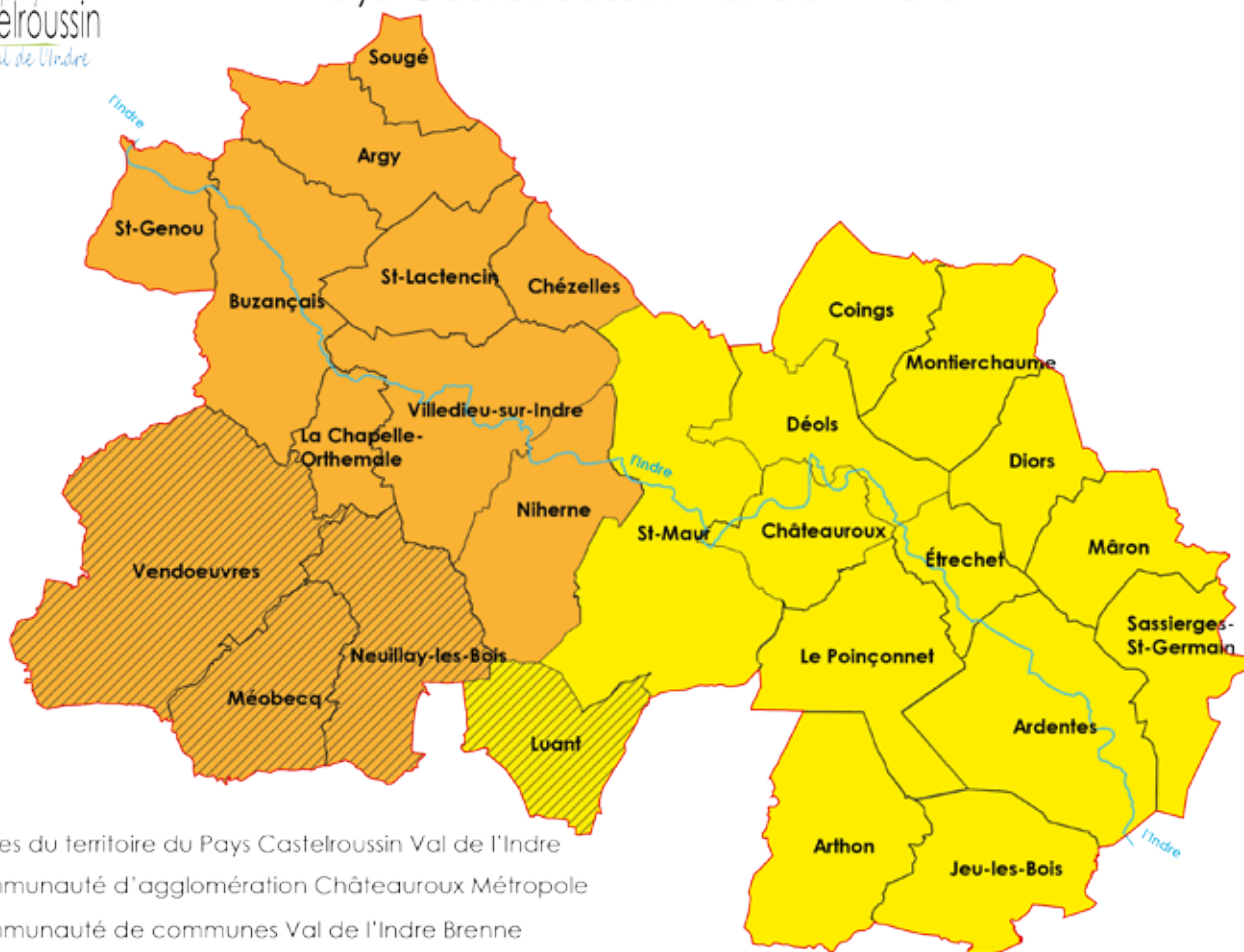 elroussin
al de l'Indre
Sougé
l'Indre
Argy
St-Genou
St-Lactencin
Chézelles
Buzançais
Coings
Montierchaume
Villedieu-sur-Indre
La Chapelle-
Orthemale
Déols
Diors
l'Indre
Niherne
St-Maur
Châteauroux
Étrechet
Mâron
Vendoeuvres
Sassierges-
St-Germain
Neuillay-les-Bois
Le Poinçonnet
Méobecq
Ardentes
Luant
Arthon
Jeu-les-Bois
l'Indre
es du territoire du Pays Castelroussin Val de l'Indre
mmunauté d'agglomération Châteauroux Métropole
mmunauté de communes Val de l'Indre Brenne